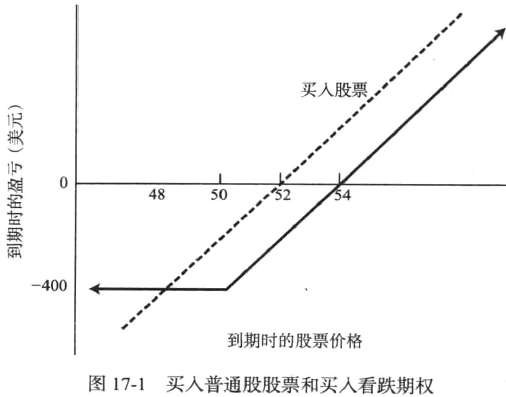 买入股票
到期时的盈亏（美元）
0
48 50 52 54
−400
到期时的股票价格
图 17-1 买入普通股股票和买入看跌期权